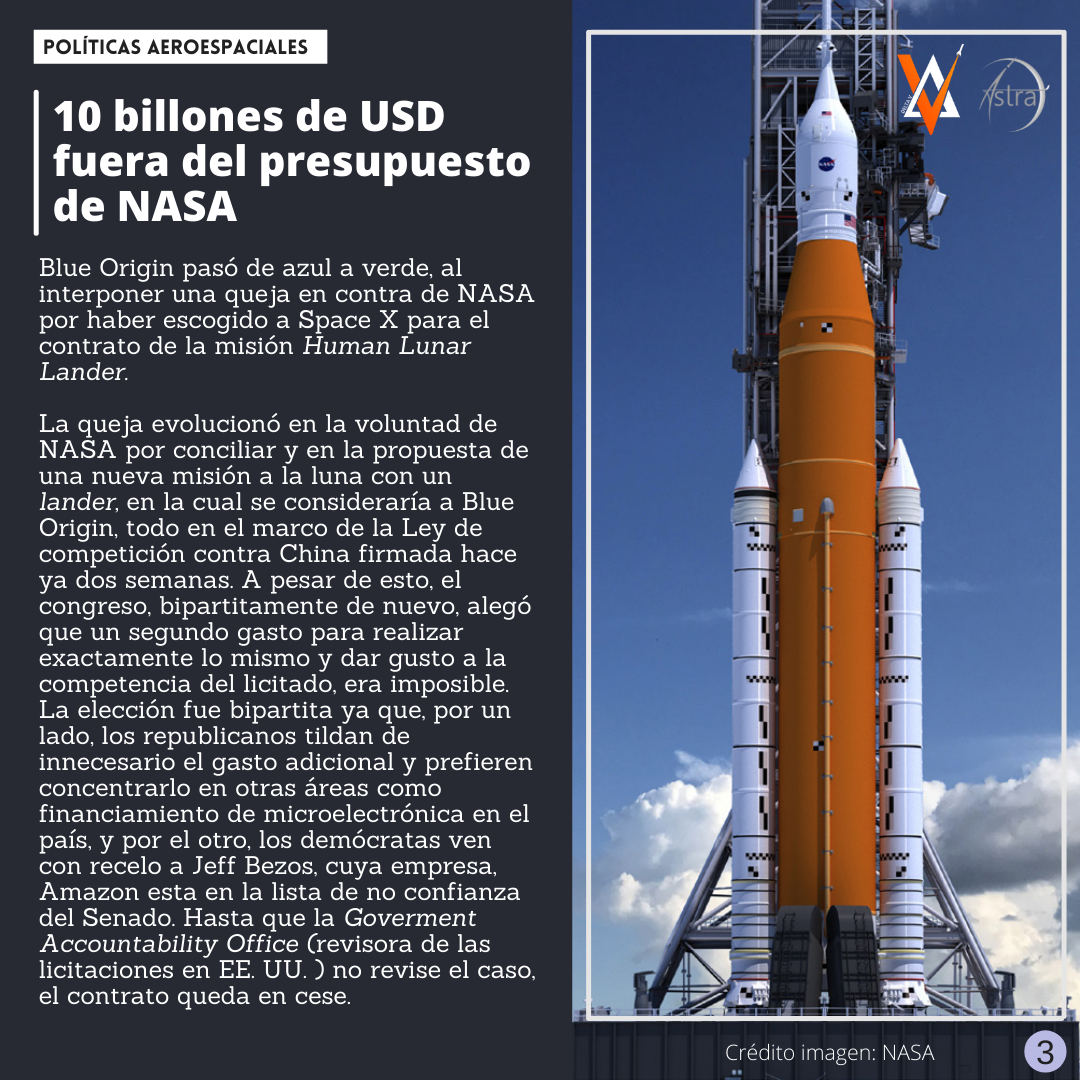 POLÍTICAS AEROESPACIALES
10 billones de USD
fuera del presupuesto
de NASA
Blue Origin pasó de azul a verde, al
interponer una queja en contra de NASA
por haber escogido a Space X para el
contrato de la misión Human Lunar
Lander.
La queja evolucionó en la voluntad de
NASA por conciliar y en la propuesta de
una nueva misión a la luna con un
lander, en la cual se consideraría a Blue
Origin, todo en el marco de la Ley de
competición contra China firmada hace
ya dos semanas. A pesar de esto, el
congreso, bipartitamente de nuevo, alegó
que un segundo gasto para realizar
exactamente lo mismo y dar gusto a la
competencia del licitado, era imposible.
La elección fue bipartita ya que, por un
lado, los republicanos tildan de
innecesario el gasto adicional y prefieren
concentrarlo en otras áreas como
financiamiento de microelectrónica en el
país, y por el otro, los demócratas ven
con recelo a Jeff Bezos, cuya empresa,
Amazon esta en la lista de no confianza
del Senado. Hasta que la Goverment
Accountability Office (revisora de las
licitaciones en EE. UU. ) no revise el caso,
el contrato queda en cese.
Astra
NASA
Crédito imagen: NASA
3